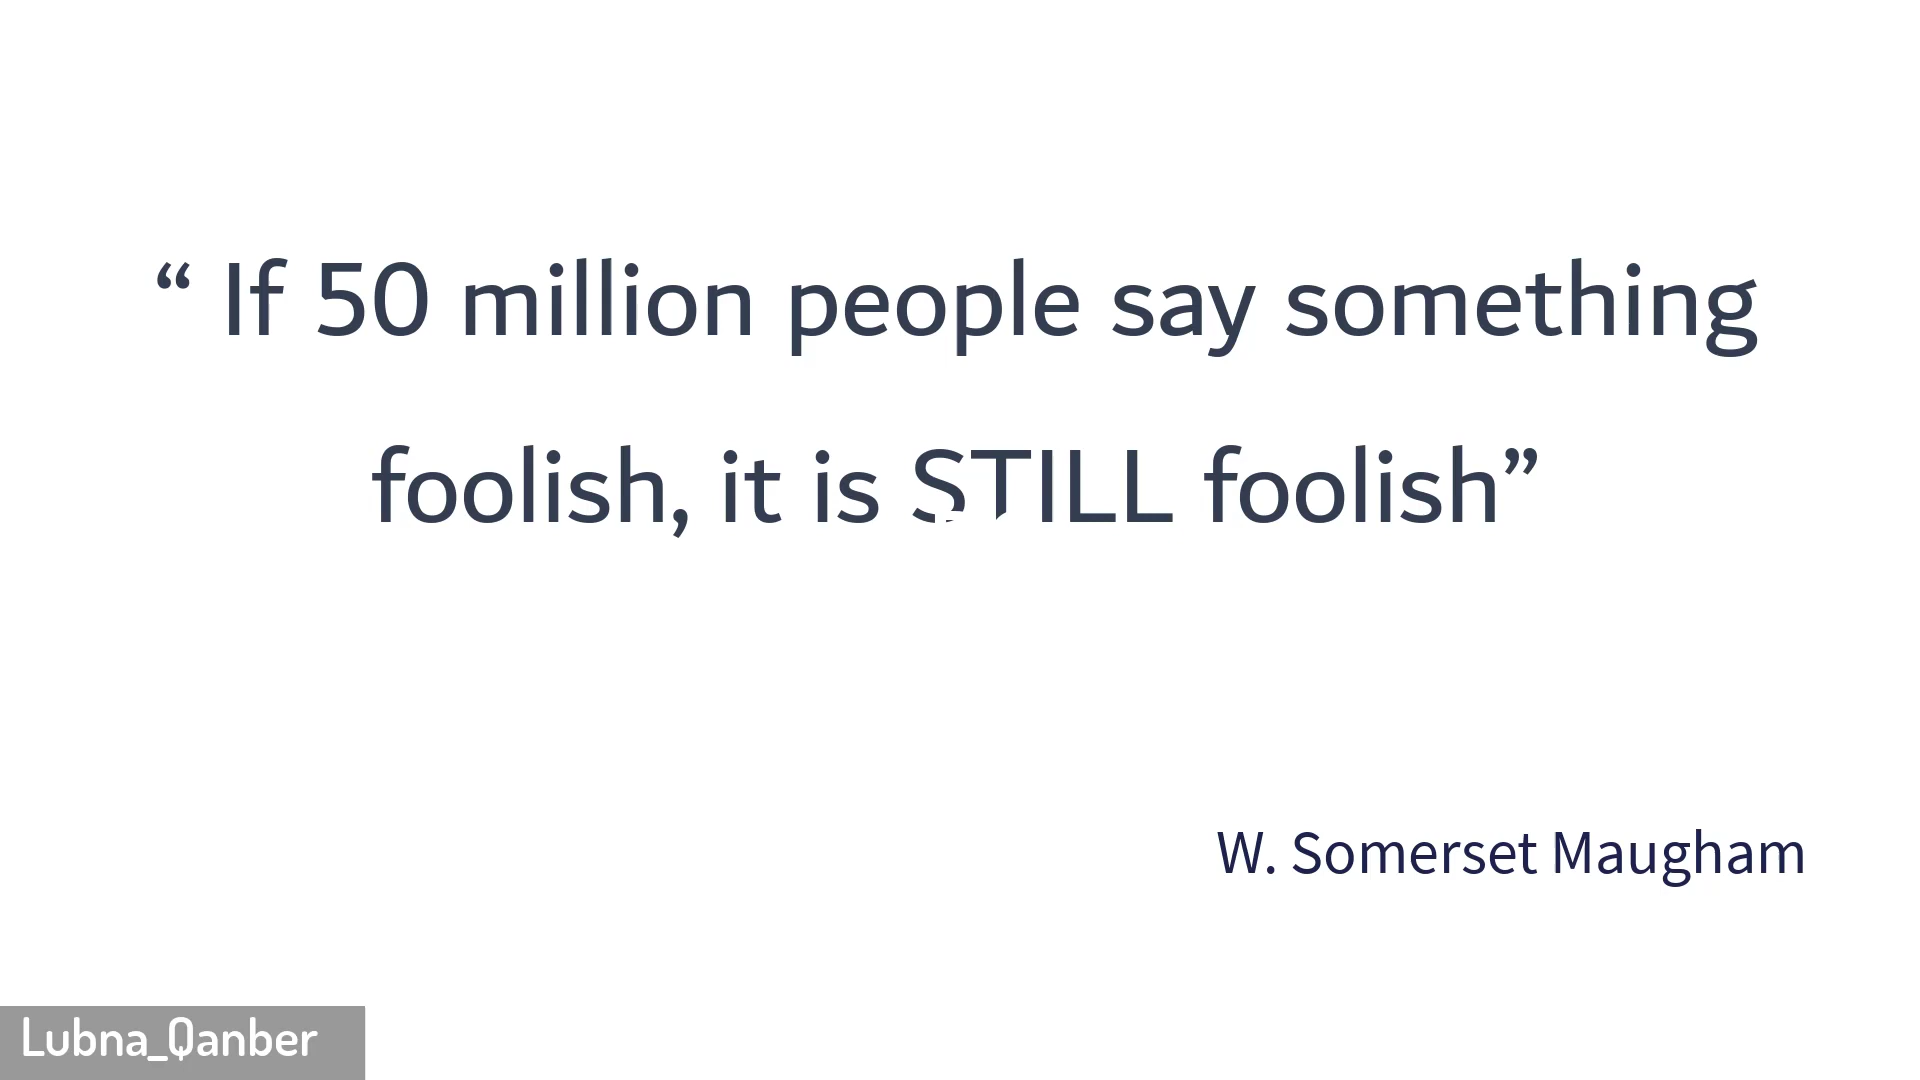 “ If 50 million people say something
foolish, it is STILL foolish”
W. Somerset Maugham
Lubna_Qanber